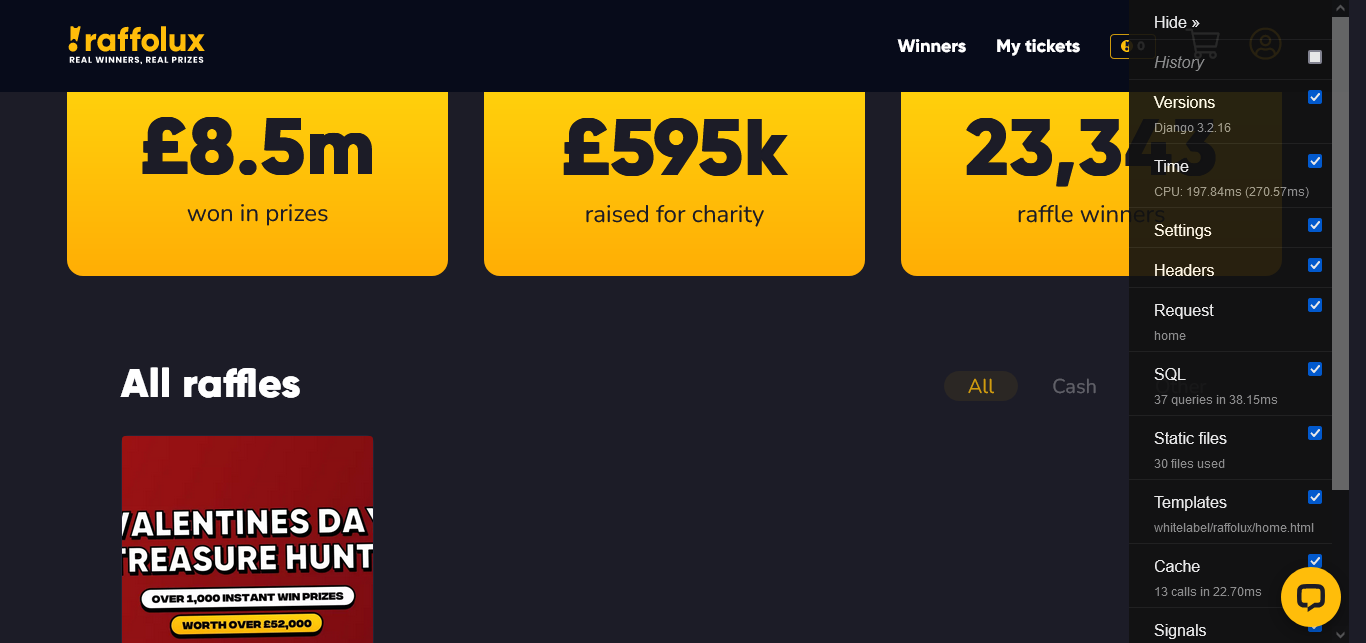 raffolux
REAL WINNERS, REAL PRIZES
Winners
My tickets
0
£8.5m
won in prizes
£595k
raised for charity
23,343
raffle winners
All raffles
All
Cash
Other
VALENTINES DAY
TREASURE HUNT
OVER 1,000 INSTANT WIN PRIZES
WORTH OVER £52,000
Hide »
History
Versions
Django 3.2.16
Time
CPU: 197.84ms (270.57ms)
Settings
Headers
Request
home
SQL
37 queries in 38.15ms
Static files
30 files used
Templates
whitelabel/raffolux/home.html
Cache
13 calls in 22.70ms
Signals